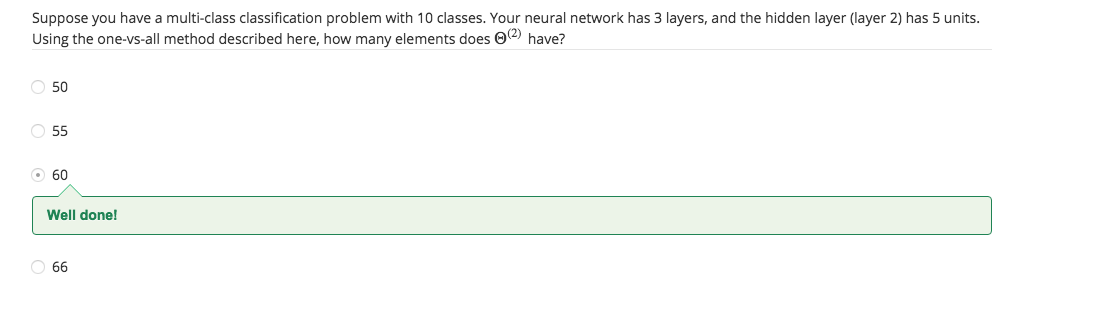 Suppose you have a multi-class classification problem with 10 classes. Your neural network has 3 layers, and the hidden layer (layer 2) has 5 units.
Using the one-vs-all method described here, how many elements does Θ⁽²⁾ have?
50
55
60
Well done!
66